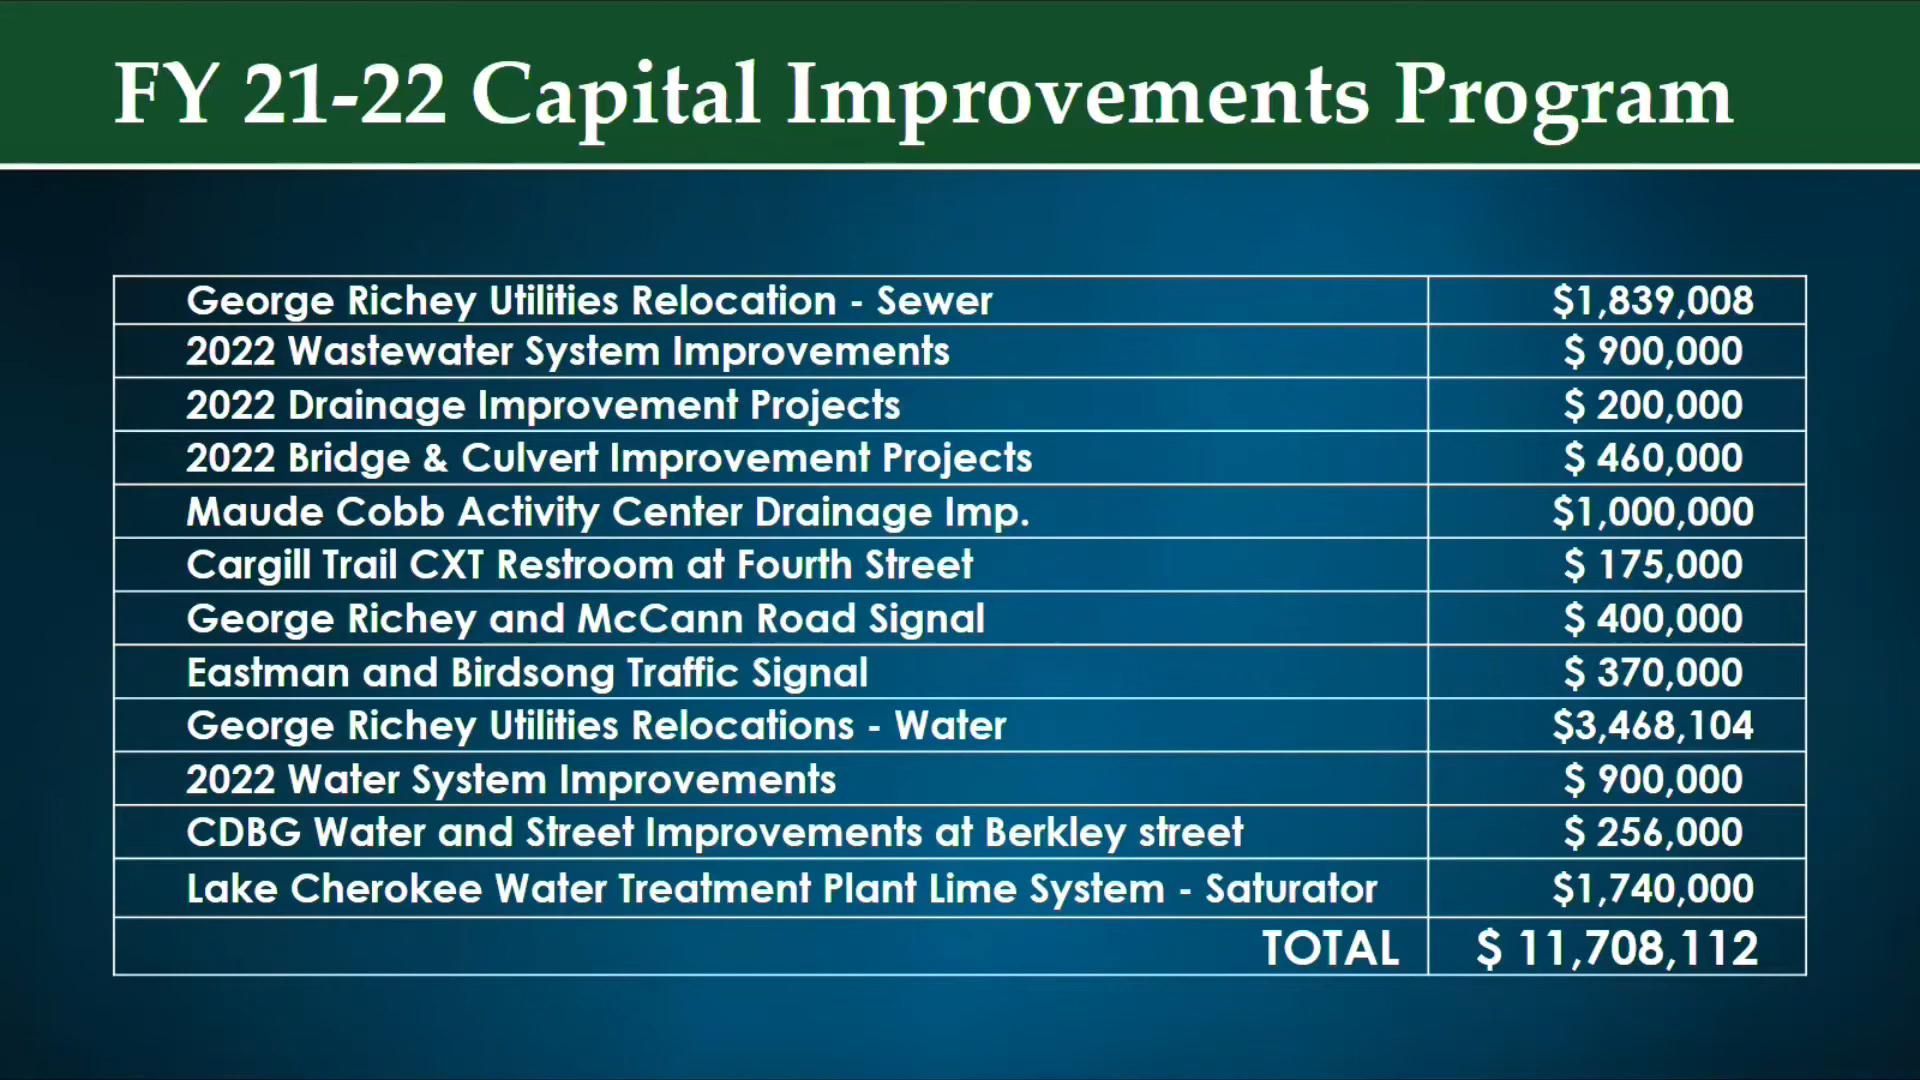 FY 21-22 Capital Improvements Program
George Richey Utilities Relocation - Sewer $1,839,008
2022 Wastewater System Improvements $ 900,000
2022 Drainage Improvement Projects $ 200,000
2022 Bridge & Culvert Improvement Projects $ 460,000
Maude Cobb Activity Center Drainage Imp. $1,000,000
Cargill Trail CXT Restroom at Fourth Street $ 175,000
George Richey and McCann Road Signal $ 400,000
Eastman and Birdsong Traffic Signal $ 370,000
George Richey Utilities Relocations - Water $3,468,104
2022 Water System Improvements $ 900,000
CDBG Water and Street Improvements at Berkley street $ 256,000
Lake Cherokee Water Treatment Plant Lime System - Saturator $1,740,000
TOTAL $ 11,708,112